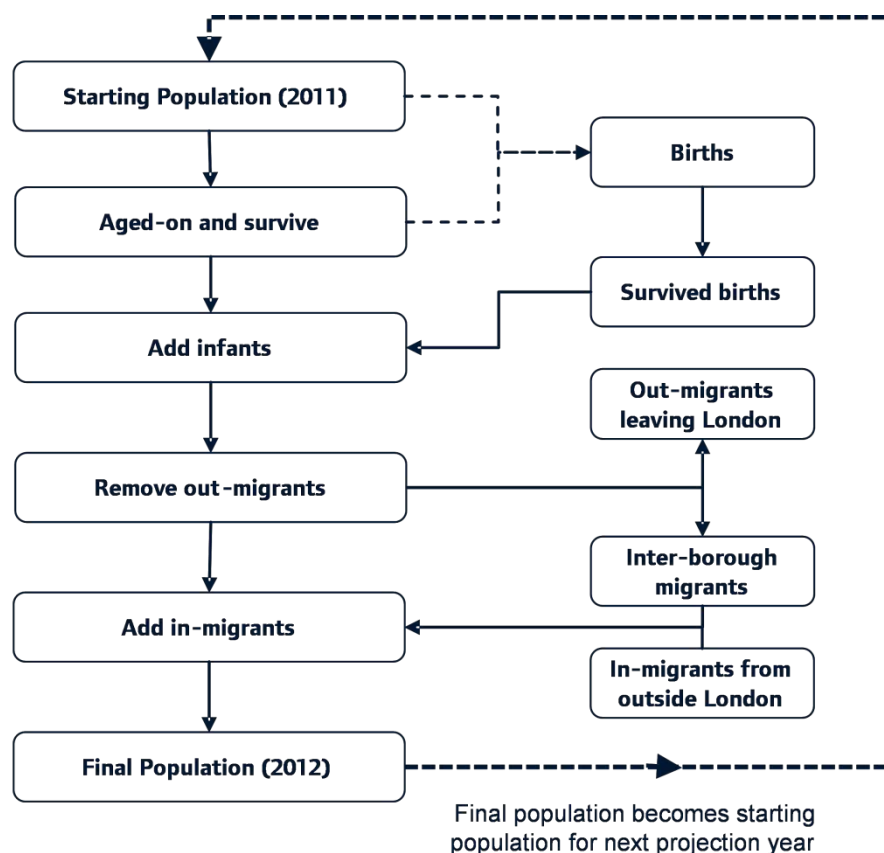 Starting Population (2011)
Births
Aged-on and survive
Survived births
Add infants
Out-migrants
leaving London
Remove out-migrants
Inter-borough
migrants
Add in-migrants
In-migrants from
outside London
Final Population (2012)
Final population becomes starting
population for next projection year